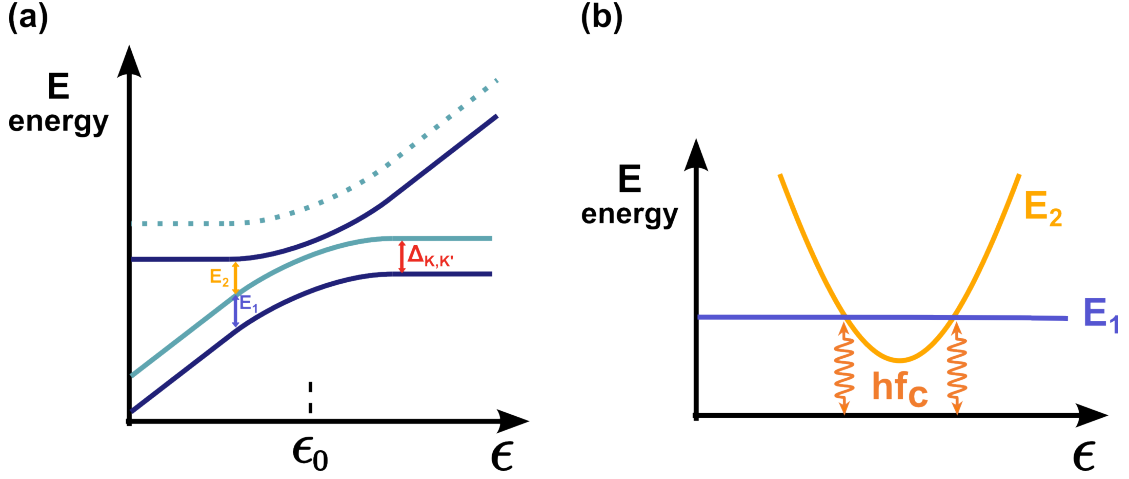 (a)
E
energy
E₂
E₁
ΔK,K'
ϵ₀
ϵ
(b)
E
energy
E₂
E₁
hfc
ϵ